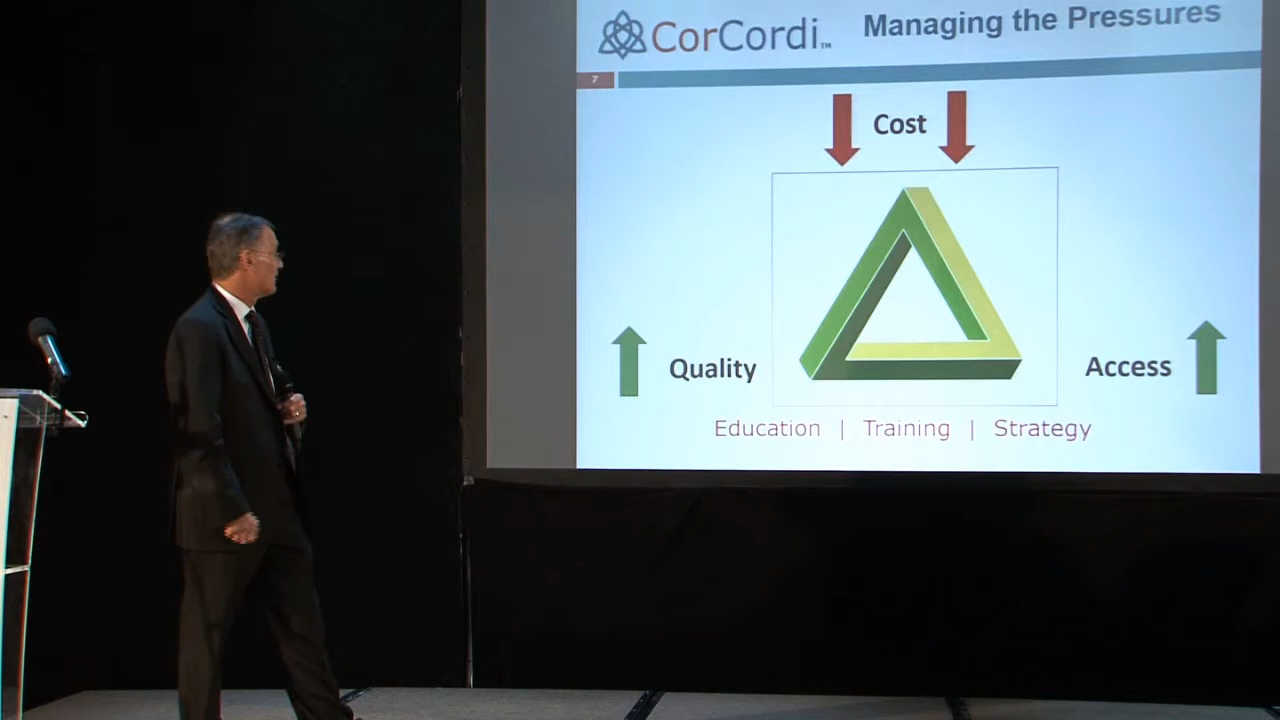 CorCordi™ Managing the Pressures
7
Cost
Quality
Access
Education | Training | Strategy